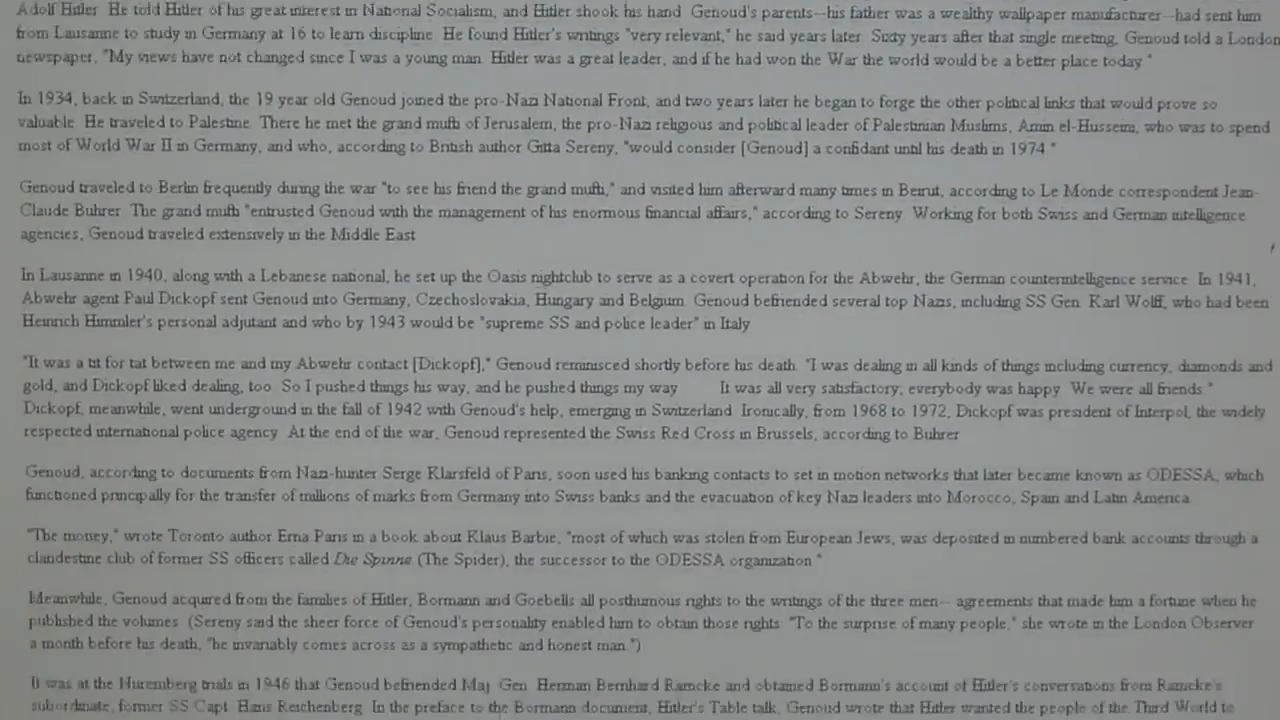 Adolf Hitler He told Hitler of his great interest in National Socialism, and Hitler shook his hand Genoud's parents--his father was a wealthy wallpaper manufacturer--had sent him
from Lausanne to study in Germany at 16 to learn discipline He found Hitler's writings "very relevant," he said years later Sixty years after that single meeting, Genoud told a London
newspaper, "My views have not changed since I was a young man Hitler was a great leader, and if he had won the War the world would be a better place today "
In 1934, back in Switzerland, the 19 year old Genoud joined the pro-Nazi National Front, and two years later he began to forge the other political links that would prove so
valuable He traveled to Palestine There he met the grand mufti of Jerusalem, the pro-Nazi religious and political leader of Palestinian Muslims, Amin el-Husseini, who was to spend
most of World War II in Germany, and who, according to British author Gitta Sereny, "would consider [Genoud] a confidant until his death in 1974 "
Genoud traveled to Berlin frequently during the war "to see his friend the grand mufti," and visited him afterward many times in Beirut, according to Le Monde correspondent Jean-
Claude Buhrer The grand mufti "entrusted Genoud with the management of his enormous financial affairs," according to Sereny Working for both Swiss and German intelligence
agencies, Genoud traveled extensively in the Middle East
In Lausanne in 1940, along with a Lebanese national, he set up the Oasis nightclub to serve as a covert operation for the Abwehr, the German counterintelligence service In 1941,
Abwehr agent Paul Dickopf sent Genoud into Germany, Czechoslovakia, Hungary and Belgium Genoud befriended several top Nazis, including SS Gen Karl Wolff, who had been
Heinrich Himmler's personal adjutant and who by 1943 would be "supreme SS and police leader" in Italy
"It was a tit for tat between me and my Abwehr contact [Dickopf]," Genoud reminisced shortly before his death "I was dealing in all kinds of things including currency, diamonds and
gold, and Dickopf liked dealing, too So I pushed things his way, and he pushed things my way It was all very satisfactory, everybody was happy We were all friends "
Dickopf, meanwhile, went underground in the fall of 1942 with Genoud's help, emerging in Switzerland Ironically, from 1968 to 1972, Dickopf was president of Interpol, the widely
respected international police agency At the end of the war, Genoud represented the Swiss Red Cross in Brussels, according to Buhrer
Genoud, according to documents from Nazi-hunter Serge Klarsfeld of Paris, soon used his banking contacts to set in motion networks that later became known as ODESSA, which
functioned principally for the transfer of millions of marks from Germany into Swiss banks and the evacuation of key Nazi leaders into Morocco, Spain and Latin America
"The money," wrote Toronto author Erna Paris in a book about Klaus Barbie, "most of which was stolen from European Jews, was deposited in numbered bank accounts through a
clandestine club of former SS officers called Die Spinne (The Spider), the successor to the ODESSA organization "
Meanwhile, Genoud acquired from the families of Hitler, Bormann and Goebells all posthumous rights to the writings of the three men-- agreements that made him a fortune when he
published the volumes (Sereny said the sheer force of Genoud's personality enabled him to obtain those rights "To the surprise of many people," she wrote in the London Observer
a month before his death, "he invariably comes across as a sympathetic and honest man ")
It was at the Nuremberg trials in 1946 that Genoud befriended Maj Gen Herman Bernhard Ramcke and obtained Bormann's account of Hitler's conversations from Ramcke's
subordinate, former SS Capt Hans Reichenberg In the preface to the Bormann document, Hitler's Table talk, Genoud wrote that Hitler wanted the people of the Third World to